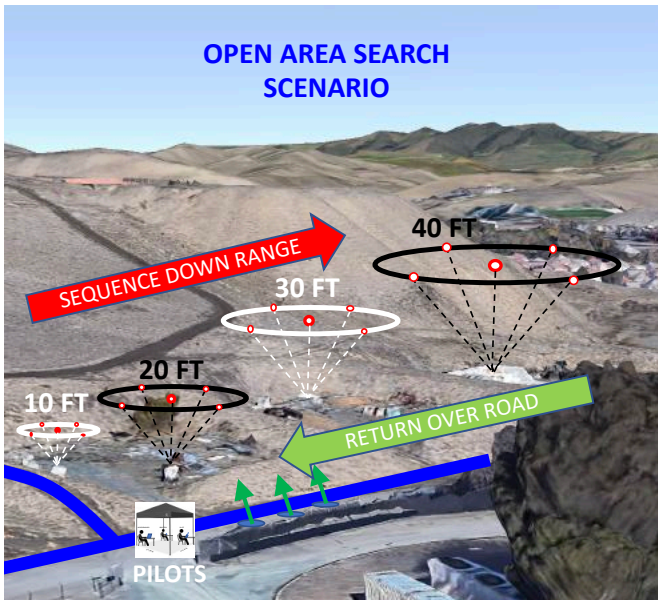 OPEN AREA SEARCH
SCENARIO
40 FT
SEQUENCE DOWN RANGE
30 FT
20 FT
10 FT
RETURN OVER ROAD
PILOTS